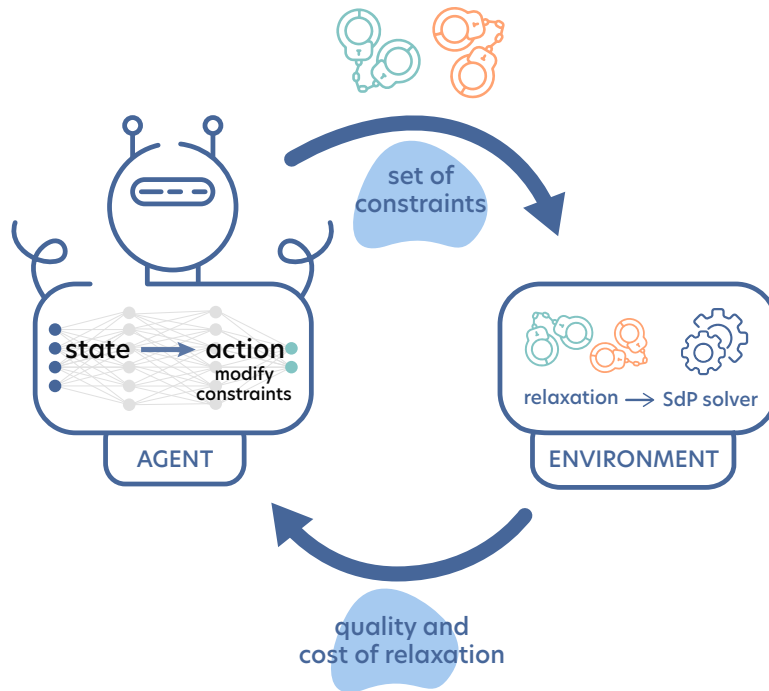 set of
constraints
state
action
modify
constraints
AGENT
relaxation
SdP solver
ENVIRONMENT
quality and
cost of relaxation